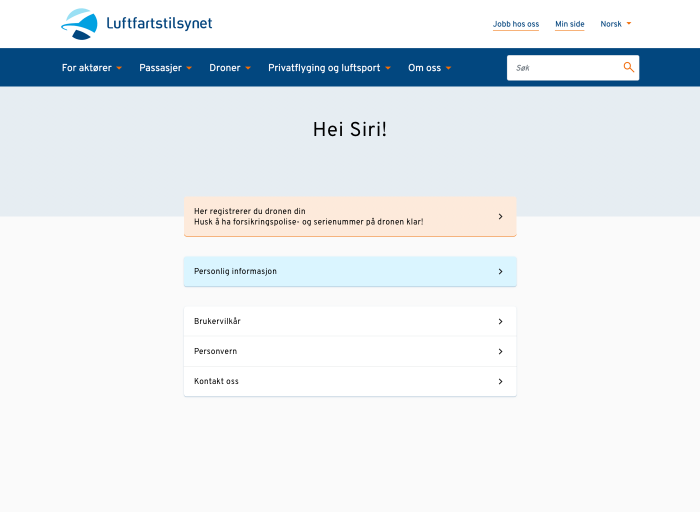 Luftfartstilsynet
Jobb hos oss Min side Norsk
For aktører Passasjer Droner Privatflyging og luftsport Om oss Søk
Hei Siri!
Her registrerer du dronen din
Husk å ha forsikringspolise- og serienummer på dronen klar!
Personlig informasjon
Brukervilkår
Personvern
Kontakt oss